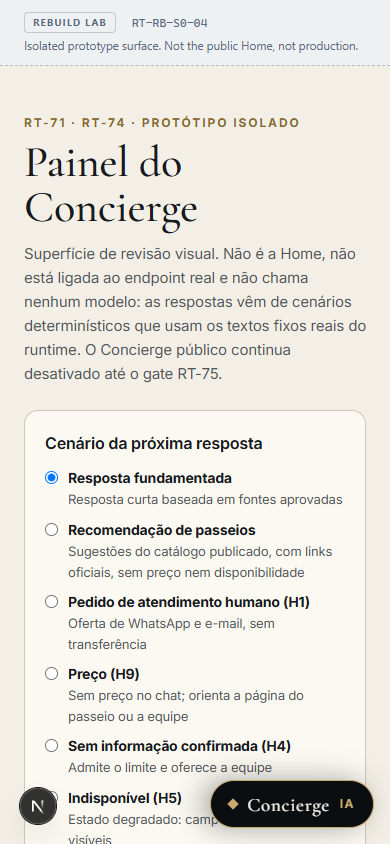 REBUILD LAB RT-RB-S0-04
Isolated prototype surface. Not the public Home, not production.
RT-71 · RT-74 · PROTÓTIPO ISOLADO
Painel do
Concierge
Superfície de revisão visual. Não é a Home, não
está ligada ao endpoint real e não chama
nenhum modelo: as respostas vêm de cenários
determinísticos que usam os textos fixos reais do
runtime. O Concierge público continua
desativado até o gate RT-75.
Cenário da próxima resposta
Resposta fundamentada
Resposta curta baseada em fontes aprovadas
Recomendação de passeios
Sugestões do catálogo publicado, com links
oficiais, sem preço nem disponibilidade
Pedido de atendimento humano (H1)
Oferta de WhatsApp e e-mail, sem
transferência
Preço (H9)
Sem preço no chat; orienta a página do
passeio ou a equipe
Sem informação confirmada (H4)
Admite o limite e oferece a equipe
Indisponível (H5)
Estado degradado:
visíveis
N
Concierge IA